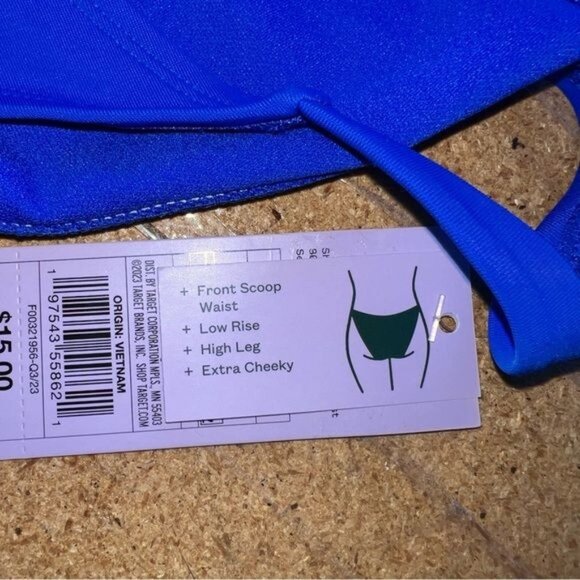 + Front Scoop
Waist
+ Low Rise
+ High Leg
+ Extra Cheeky
DIST. BY TARGET CORPORATION MPLS, MN 55403
©2023 TARGET BRANDS, INC. SHOP TARGET.COM
ORIGIN: VIETNAM
1 97543 55862 1
F00321956-Q3/23
$15.00